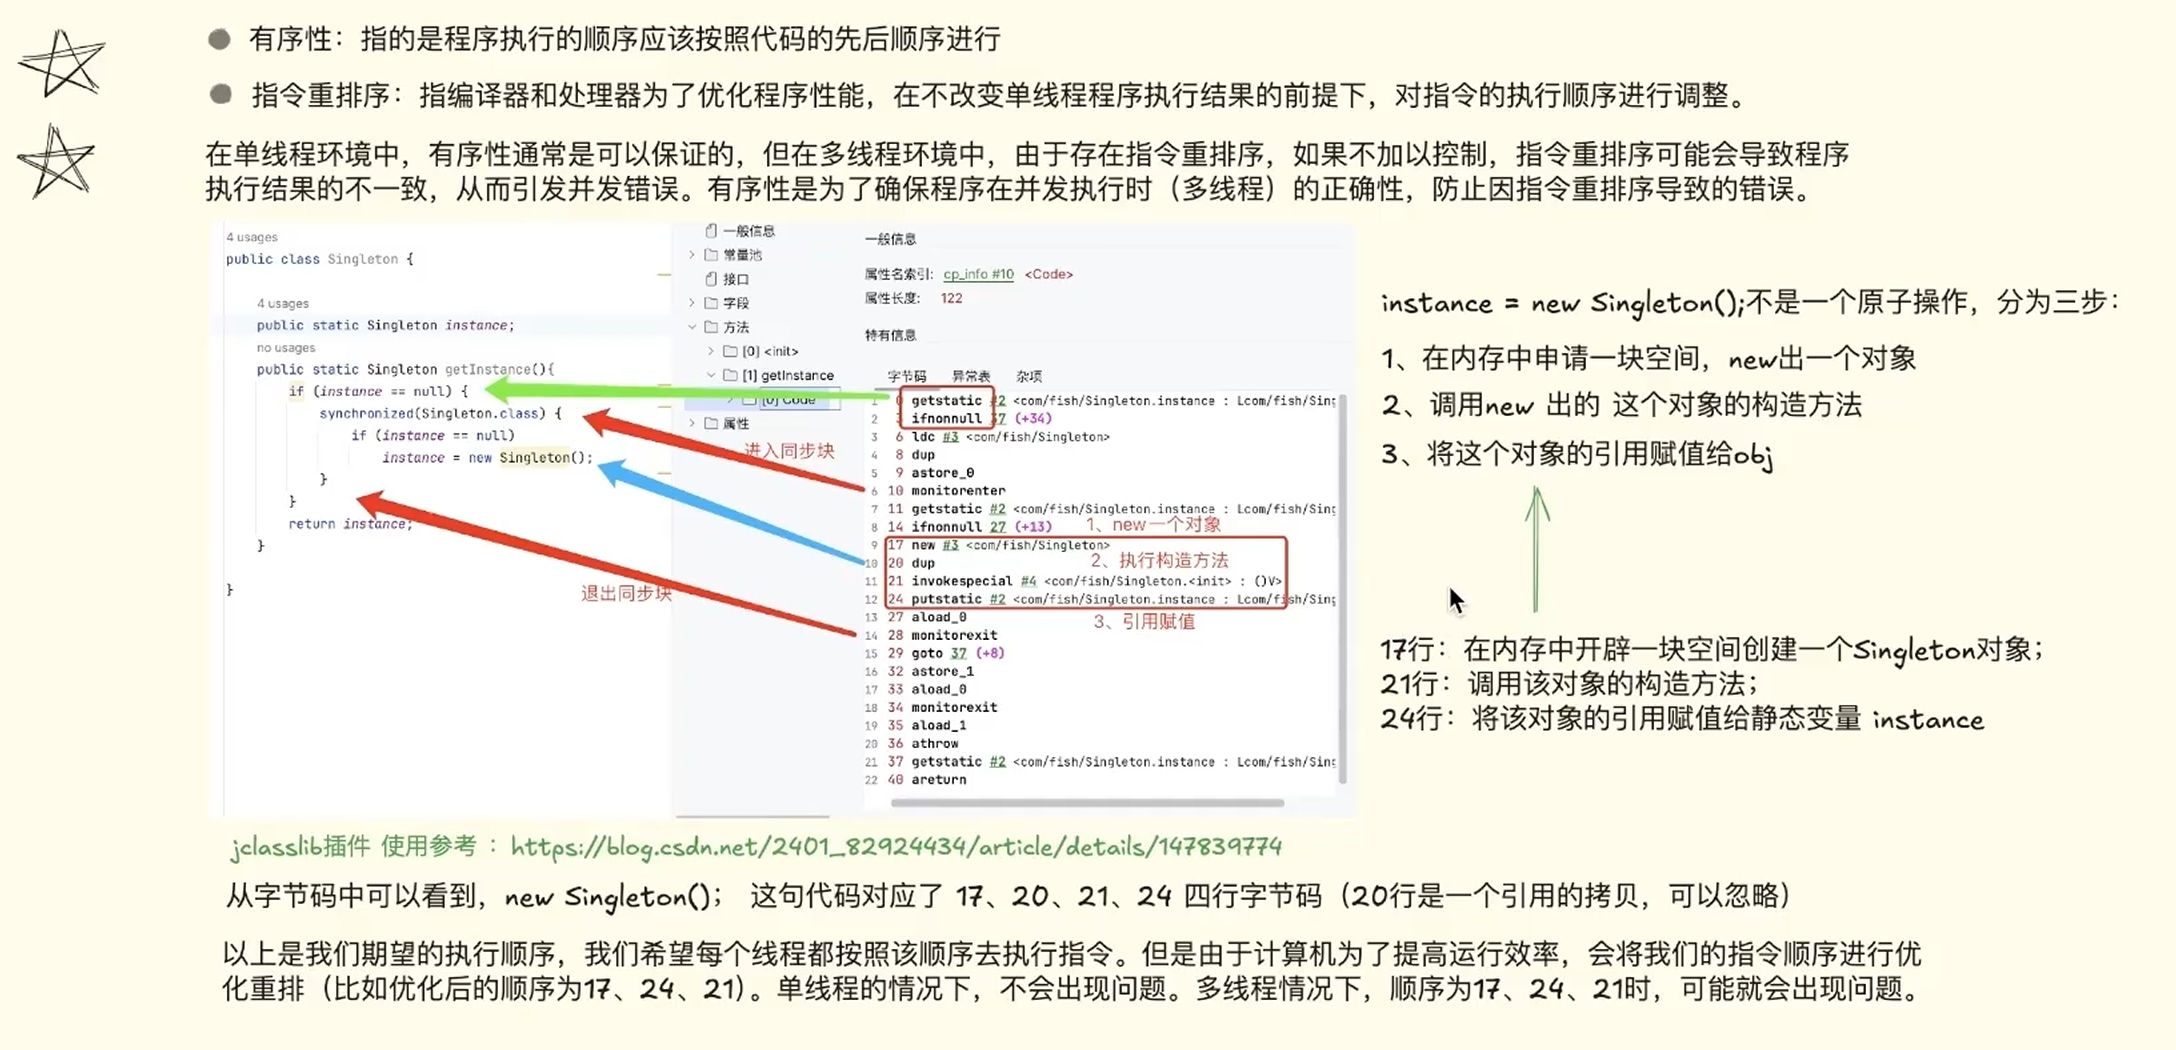 有序性：指的是程序执行的顺序应该按照代码的先后顺序进行
指令重排序：指编译器和处理器为了优化程序性能，在不改变单线程程序执行结果的前提下，对指令的执行顺序进行调整。
在单线程环境中，有序性通常是可以保证的，但在多线程环境中，由于存在指令重排序，如果不加以控制，指令重排序可能会导致程序
执行结果的不一致，从而引发并发错误。有序性是为了确保程序在并发执行时（多线程）的正确性，防止因指令重排序导致的错误。
4 usages
public class Singleton {
4 usages
public static Singleton instance;
no usages
public static Singleton getInstance(){
if (instance == null) {
synchronized(Singleton.class) {
if (instance == null)
instance = new Singleton();
}
}
return instance;
}
}
进入同步块
退出同步块
一般信息
常量池
接口
字段
方法
[0] <init>
[1] getInstance
[0] Code
属性
一般信息
属性名索引： cp_info #10 <Code>
属性长度： 122
特有信息
字节码 异常表 杂项
1 0 getstatic #2 <com/fish/Singleton.instance : Lcom/fish/Sing
2 ifnonnull 37 (+34)
3 6 ldc #3 <com/fish/Singleton>
4 8 dup
5 9 astore_0
6 10 monitorenter
7 11 getstatic #2 <com/fish/Singleton.instance : Lcom/fish/Sing
8 14 ifnonnull 27 (+13)
1、new一个对象
9 17 new #3 <com/fish/Singleton>
10 20 dup
2、执行构造方法
11 21 invokespecial #4 <com/fish/Singleton.<init> : ()V>
12 24 putstatic #2 <com/fish/Singleton.instance : Lcom/fish/Sing
13 27 aload_0
3、引用赋值
14 28 monitorexit
15 29 goto 37 (+8)
16 32 astore_1
17 33 aload_0
18 34 monitorexit
19 35 aload_1
20 36 athrow
21 37 getstatic #2 <com/fish/Singleton.instance : Lcom/fish/Sing
22 40 areturn
instance = new Singleton();不是一个原子操作，分为三步：
1、在内存中申请一块空间，new出一个对象
2、调用new 出的 这个对象的构造方法
3、将这个对象的引用赋值给obj
17行：在内存中开辟一块空间创建一个Singleton对象；
21行：调用该对象的构造方法；
24行：将该对象的引用赋值给静态变量 instance
jclasslib插件 使用参考 ：https://blog.csdn.net/2401_82924434/article/details/147839774
从字节码中可以看到，new Singleton()； 这句代码对应了 17、20、21、24 四行字节码（20行是一个引用的拷贝，可以忽略）
以上是我们期望的执行顺序，我们希望每个线程都按照该顺序去执行指令。但是由于计算机为了提高运行效率，会将我们的指令顺序进行优
化重排（比如优化后的顺序为17、24、21）。单线程的情况下，不会出现问题。多线程情况下，顺序为17、24、21时，可能就会出现问题。